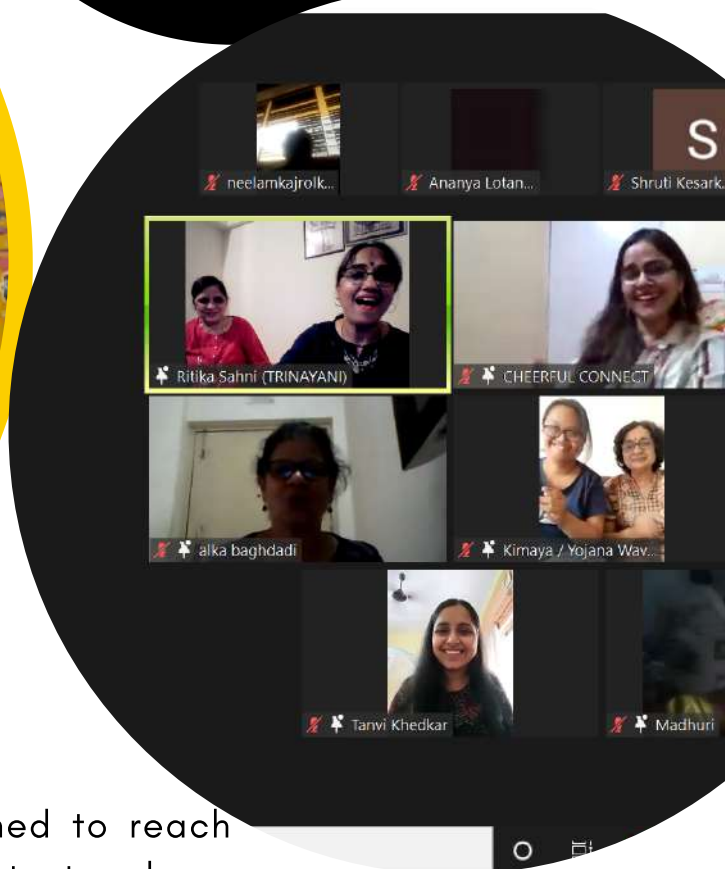 neelamkajrolk...
Ananya Lotan...
S
Shruti Kesark.
Ritika Sahni (TRINAYANI)
CHEERFUL CONNECT
alka baghdadi
Kimaya / Yojana Wav...
Tanvi Khedkar
Madhuri
ned to reach